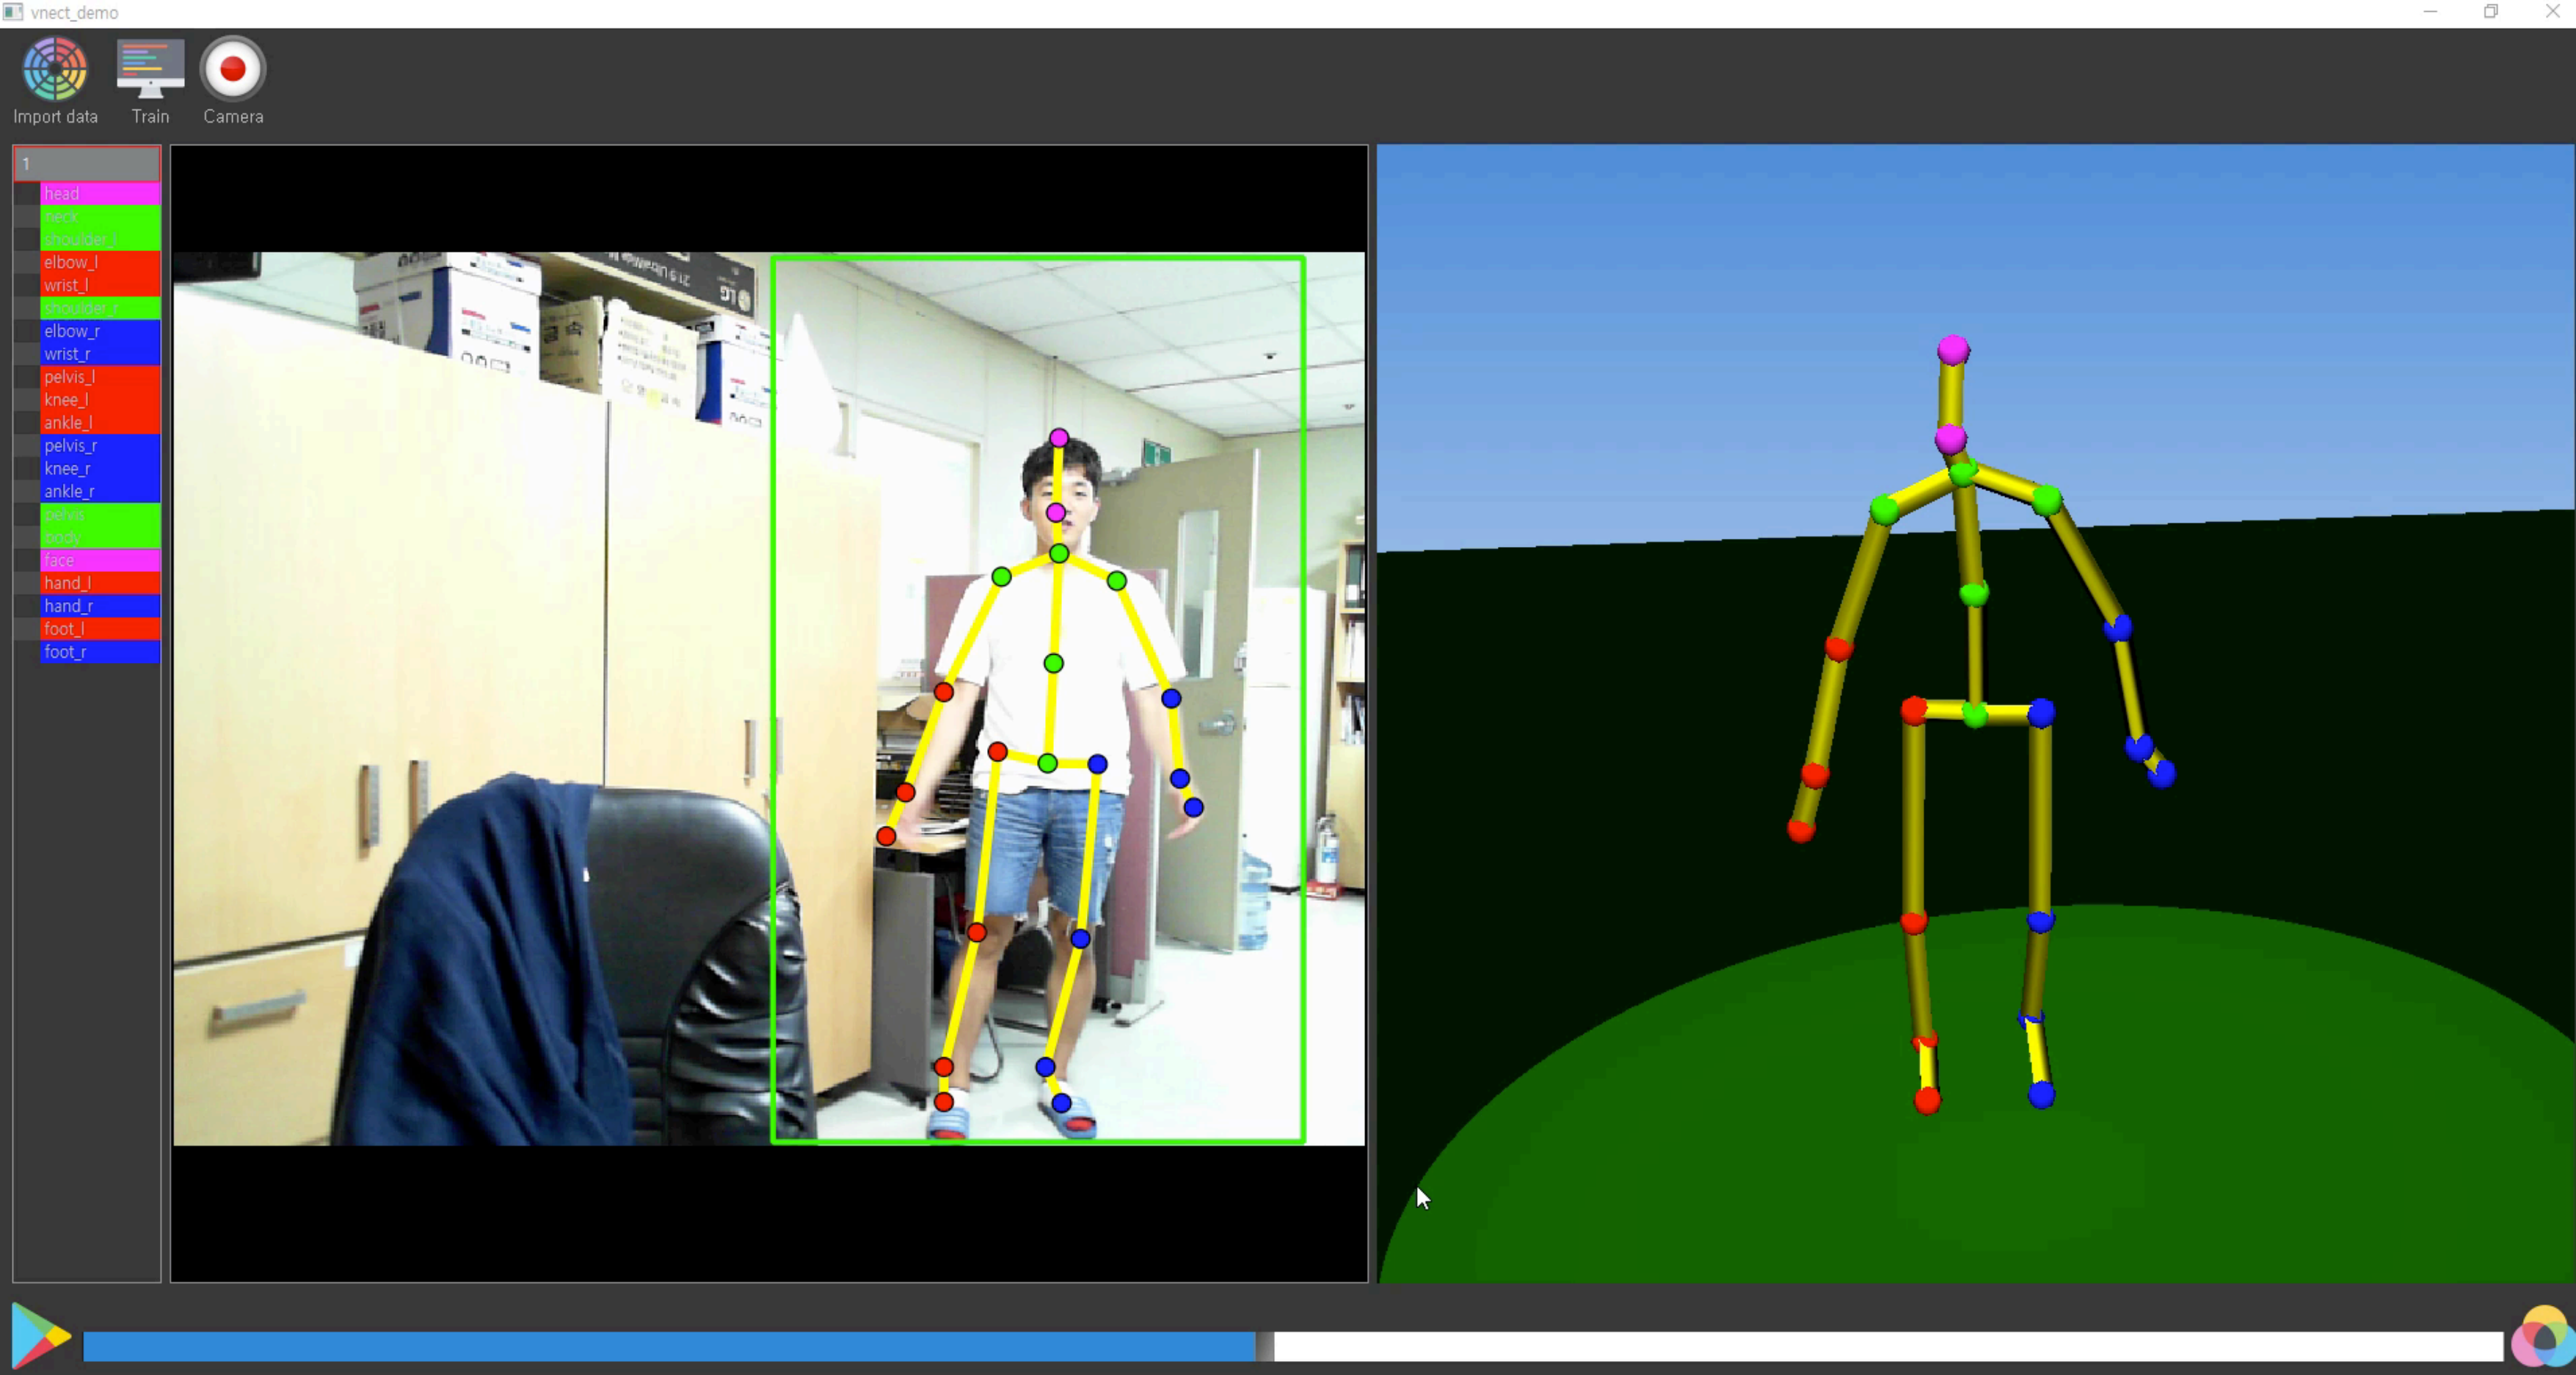 vnect_demo
Import data
Train
Camera
1
head
neck
shoulder_l
elbow_l
wrist_l
shoulder_r
elbow_r
wrist_r
pelvis_l
knee_l
ankle_l
pelvis_r
knee_r
ankle_r
pelvis
body
face
hand_l
hand_r
foot_l
foot_r
LG